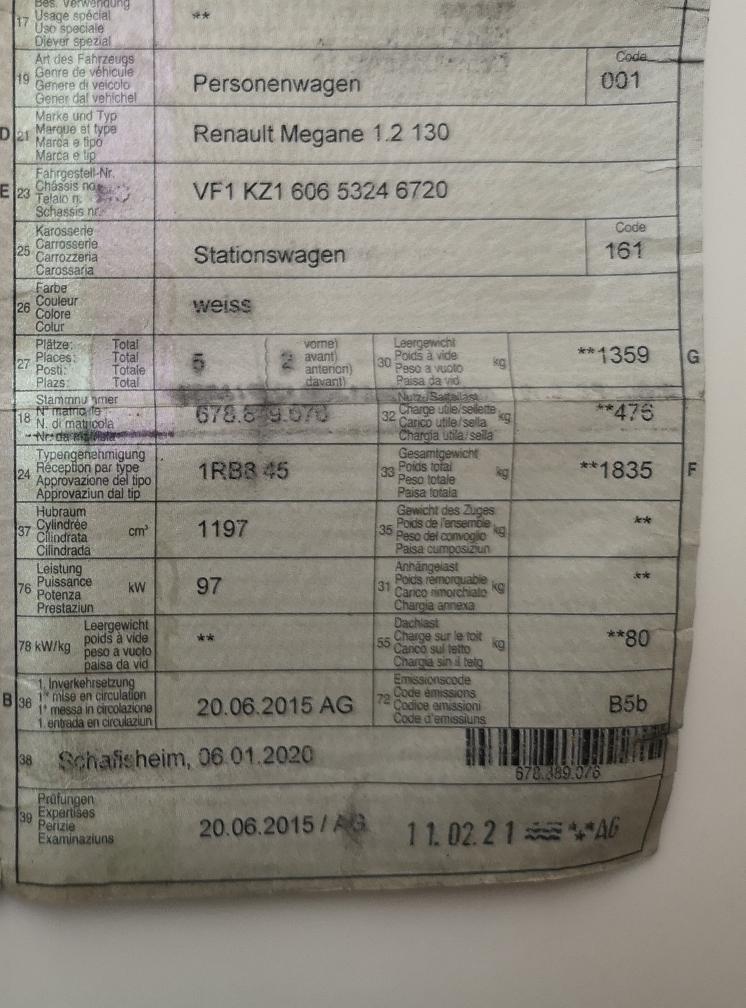 Bes. Verwendung
17 Usage spécial **
Uso speciale
Diever spezial
Art des Fahrzeugs
19 Genre de véhicule Personenwagen Code 001
Genere di veicolo
Gener dal vehichel
Marke und Typ
D 21 Marque et type Renault Megane 1.2 130
Marca e tipo
Marca e tip
Fahrgestell-Nr.
E 23 Châssis no VF1 KZ1 606 5324 6720
Telaio n.
Schassis nr.
Karosserie
25 Carrosserie Stationswagen Code 161
Carrozzeria
Carossaria
Farbe
26 Couleur weiss
Colore
Colur
Plätze: Total vorne)
27 Places: Total 5 2 avant)
Posti: Totale anteriori)
Plazs: Total davant)
Leergewicht
30 Poids à vide kg **1359 G
Peso a vuoto
Paisa da vid
Stammnummer
18 N° matricule
N. di matricola
Nr. da matricla
Nutz-/Sattellast
32 Charge utile/sellette kg **476
Carico utile/sella
Chargia utila/sella
Typengenehmigung
24 Réception par type 1RB3 45
Approvazione del tipo
Approvaziun dal tip
Gesamtgewicht
33 Poids total kg **1835 F
Peso totale
Paisa totala
Hubraum
37 Cylindrée cm³ 1197
Cilindrata
Cilindrada
Gewicht des Zuges
35 Poids de l'ensemble kg **
Peso del convoglio
Paisa cumposiziun
Leistung
76 Puissance kW 97
Potenza
Prestaziun
Anhängelast
31 Poids remorquable kg **
Carico rimorchiato
Chargia annexa
Leergewicht
78 kW/kg poids à vide **
peso a vuoto
paisa da vid
Dachlast
55 Charge sur le toit kg **80
Carico sul tetto
Chargia sin il tetg
1. Inverkehrsetzung
B 36 1re mise en circulation 20.06.2015 AG
1a messa in circolazione
1. entrada en circulaziun
Emissionscode
72 Code émissions B5b
Codice emissioni
Code d'emissiuns
38 Schafisheim, 06.01.2020
678.389.076
Prüfungen
39 Expertises 20.06.2015 / AG 11.02.21 AG
Perizie
Examinaziuns